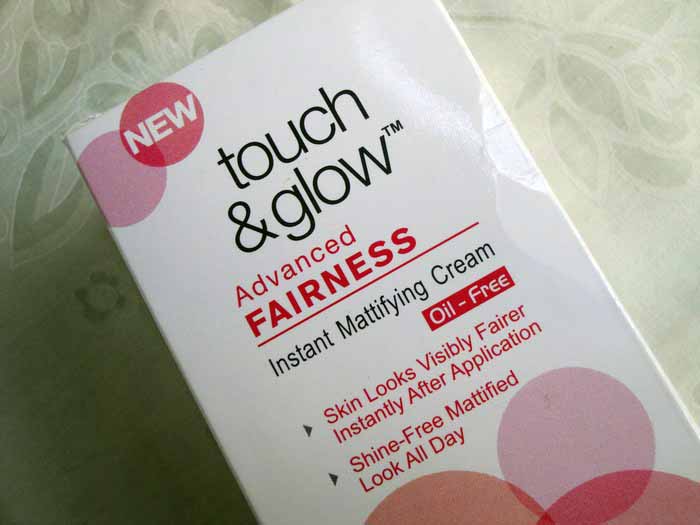 NEW
touch
&glow™
Advanced
FAIRNESS
Instant Mattifying Cream
Oil-Free
Skin Looks Visibly Fairer
Instantly After Application
Shine-Free Mattified
Look All Day